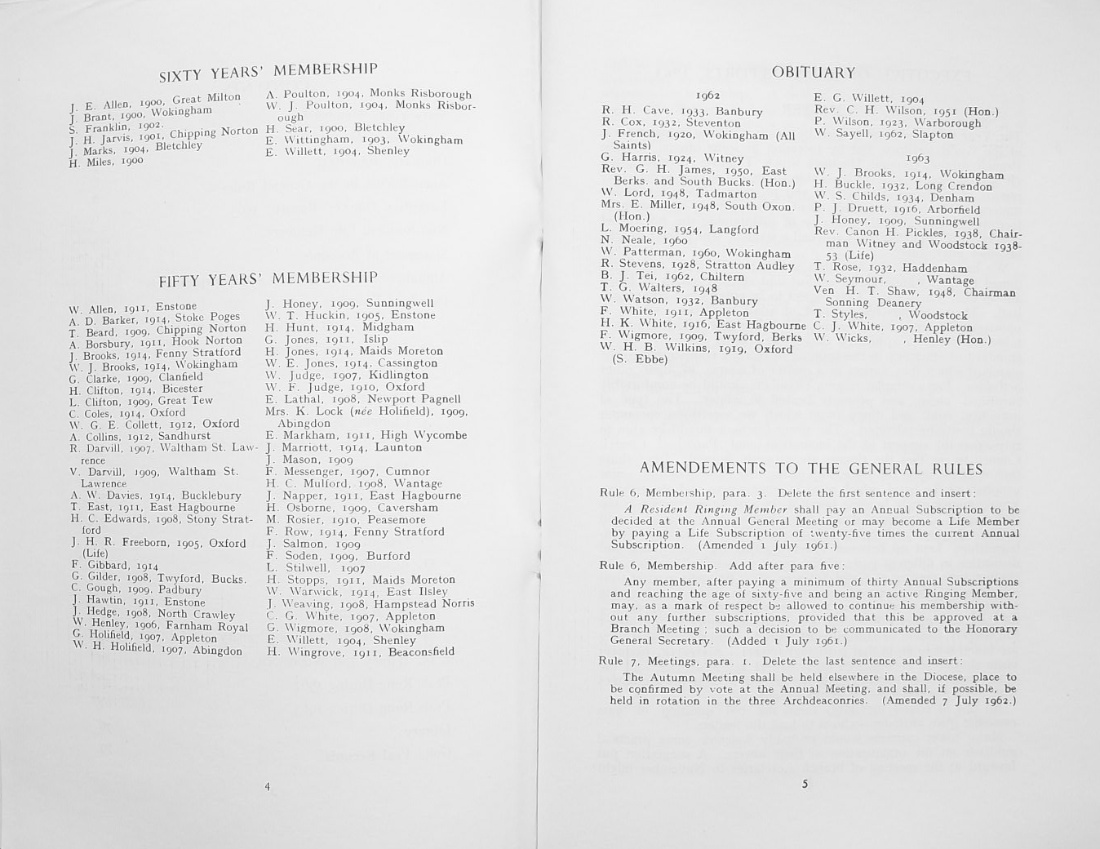 SIXTY YEARS' MEMBERSHIP
J. E. Allen, 1900, Great Milton
J. Brant, 1900, Wokingham
S. Franklin, 1902.
J. H. Jarvis, 1901, Chipping Norton
J. Marks, 1904, Bletchley
H. Miles, 1900
A. Poulton, 1904, Monks Risborough
W. J. Poulton, 1904, Monks Risbor-
ough
H. Sear, 1900, Bletchley
E. Wittingham, 1903, Wokingham
E. Willett, 1904, Shenley
FIFTY YEARS' MEMBERSHIP
W. Allen, 1911, Enstone
A. D. Barker, 1914, Stoke Poges
T. Beard, 1909, Chipping Norton
A. Borsbury, 1911, Hook Norton
J. Brooks, 1914, Fenny Stratford
W. J. Brooks, 1914, Wokingham
G. Clarke, 1909, Clanfield
H. Clifton, 1914, Bicester
L. Clifton, 1909, Great Tew
C. Coles, 1914, Oxford
W. G. E. Collett, 1912, Oxford
A. Collins, 1912, Sandhurst
R. Darvill, 1907, Waltham St. Law-
rence
V. Darvill, 1909, Waltham St.
Lawrence
A. W. Davies, 1914, Bucklebury
T. East, 1911, East Hagbourne
H. C. Edwards, 1908, Stony Strat-
ford
J. H. R. Freeborn, 1905, Oxford
(Life)
F. Gibbard, 1914
G. Gilder, 1908, Twyford, Bucks.
C. Gough, 1909, Padbury
J. Hawtin, 1911, Enstone
J. Hedge, 1908, North Crawley
W. Henley, 1906, Farnham Royal
G. Holifield, 1907, Appleton
W. H. Holifield, 1907, Abingdon
J. Honey, 1909, Sunningwell
W. T. Huckin, 1905, Enstone
H. Hunt, 1914, Midgham
G. Jones, 1911, Islip
H. Jones, 1914, Maids Moreton
W. E. Jones, 1914, Cassington
W. Judge, 1907, Kidlington
W. F. Judge, 1910, Oxford
E. Lathal, 1908, Newport Pagnell
Mrs. K. Lock (née Holifield), 1909,
Abingdon
E. Markham, 1911, High Wycombe
J. Marriott, 1914, Launton
J. Mason, 1909
F. Messenger, 1907, Cumnor
H. C. Mulford, 1908, Wantage
J. Napper, 1911, East Hagbourne
H. Osborne, 1909, Caversham
M. Rosier, 1910, Peasemore
F. Row, 1914, Fenny Stratford
J. Salmon, 1909
F. Soden, 1909, Burford
L. Stilwell, 1907
H. Stopps, 1911, Maids Moreton
W. Warwick, 1914, East Ilsley
J. Weaving, 1908, Hampstead Norris
C. G. White, 1907, Appleton
G. Wigmore, 1908, Wokingham
E. Willett, 1904, Shenley
H. Wingrove, 1911, Beaconsfield
4
OBITUARY
1962
R. H. Cave, 1933, Banbury
R. Cox, 1932, Steventon
J. French, 1920, Wokingham (All
Saints)
G. Harris, 1924, Witney
Rev. G. H. James, 1950, East
Berks. and South Bucks. (Hon.)
W. Lord, 1948, Tadmarton
Mrs. E. Miller, 1948, South Oxon.
(Hon.)
L. Moering, 1954, Langford
N. Neale, 1960
W. Patterman, 1960, Wokingham
R. Stevens, 1928, Stratton Audley
B. J. Tei, 1962, Chiltern
T. G. Walters, 1948
W. Watson, 1932, Banbury
F. White, 1911, Appleton
H. K. White, 1916, East Hagbourne
F. Wigmore, 1909, Twyford, Berks
W. H. B. Wilkins, 1919, Oxford
(S. Ebbe)
E. G. Willett, 1904
Rev. C. H. Wilson, 1951 (Hon.)
P. Wilson, 1923, Warborough
W. Sayell, 1962, Slapton
1963
W. J. Brooks, 1914, Wokingham
H. Buckle, 1932, Long Crendon
W. S. Childs, 1934, Denham
P. J. Druett, 1916, Arborfield
J. Honey, 1909, Sunningwell
Rev. Canon H. Pickles, 1938, Chair-
man Witney and Woodstock 1938-
53 (Life)
T. Rose, 1932, Haddenham
W. Seymour, , Wantage
Ven H. T. Shaw, 1948, Chairman
Sonning Deanery
T. Styles, , Woodstock
C. J. White, 1907, Appleton
W. Wicks, , Henley (Hon.)
AMENDEMENTS TO THE GENERAL RULES
Rule 6, Membership, para. 3. Delete the first sentence and insert:
A Resident Ringing Member shall pay an Annual Subscription to be
decided at the Annual General Meeting or may become a Life Member
by paying a Life Subscription of twenty-five times the current Annual
Subscription. (Amended 1 July 1961.)
Rule 6, Membership. Add after para five:
Any member, after paying a minimum of thirty Annual Subscriptions
and reaching the age of sixty-five and being an active Ringing Member,
may, as a mark of respect be allowed to continue his membership with-
out any further subscriptions, provided that this be approved at a
Branch Meeting ; such a decision to be communicated to the Honorary
General Secretary. (Added 1 July 1961.)
Rule 7, Meetings, para. 1. Delete the last sentence and insert:
The Autumn Meeting shall be held elsewhere in the Diocese, place to
be confirmed by vote at the Annual Meeting, and shall, if possible, be
held in rotation in the three Archdeaconries. (Amended 7 July 1962.)
5